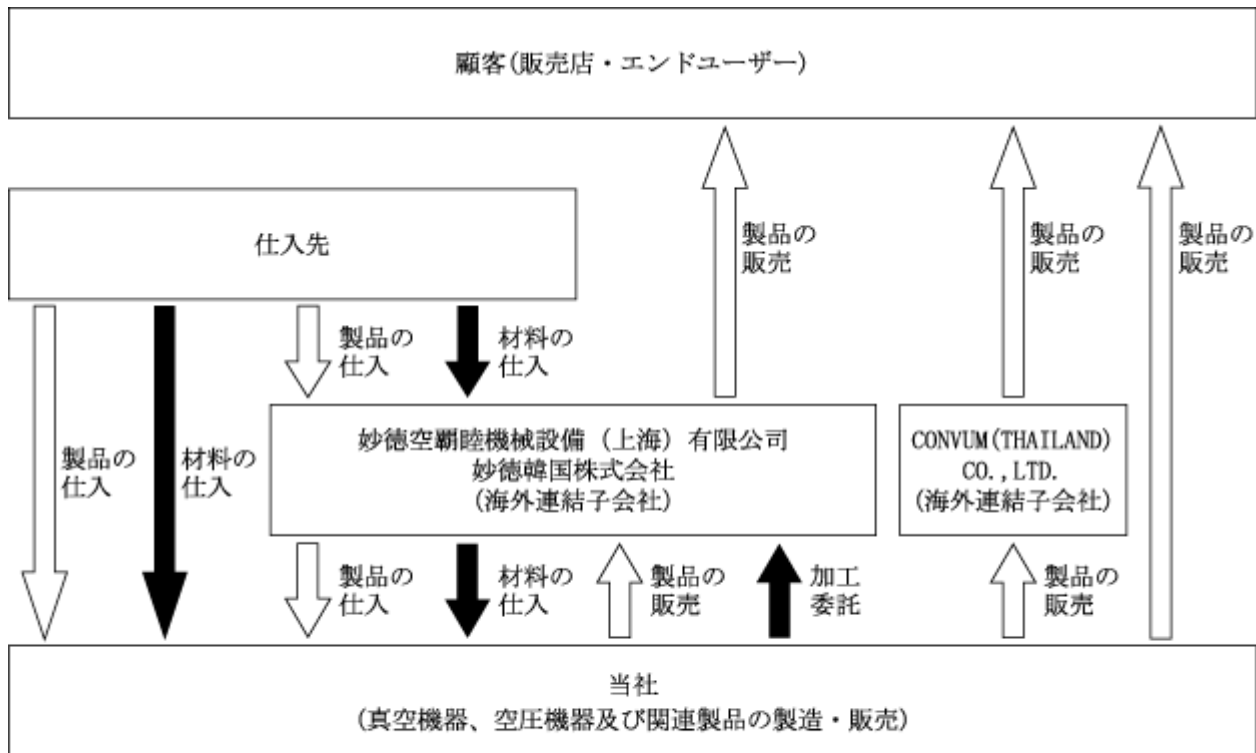 顧客(販売店・エンドユーザー)
仕入先
製品の
販売
製品の
販売
製品の
販売
製品の
仕入
材料の
仕入
製品の
仕入
材料の
仕入
妙徳空覇睦機械設備（上海）有限公司
妙徳韓国株式会社
(海外連結子会社)
CONVUM(THAILAND)
CO.,LTD.
(海外連結子会社)
製品の
仕入
材料の
仕入
製品の
販売
加工
委託
製品の
販売
当社
(真空機器、空圧機器及び関連製品の製造・販売)